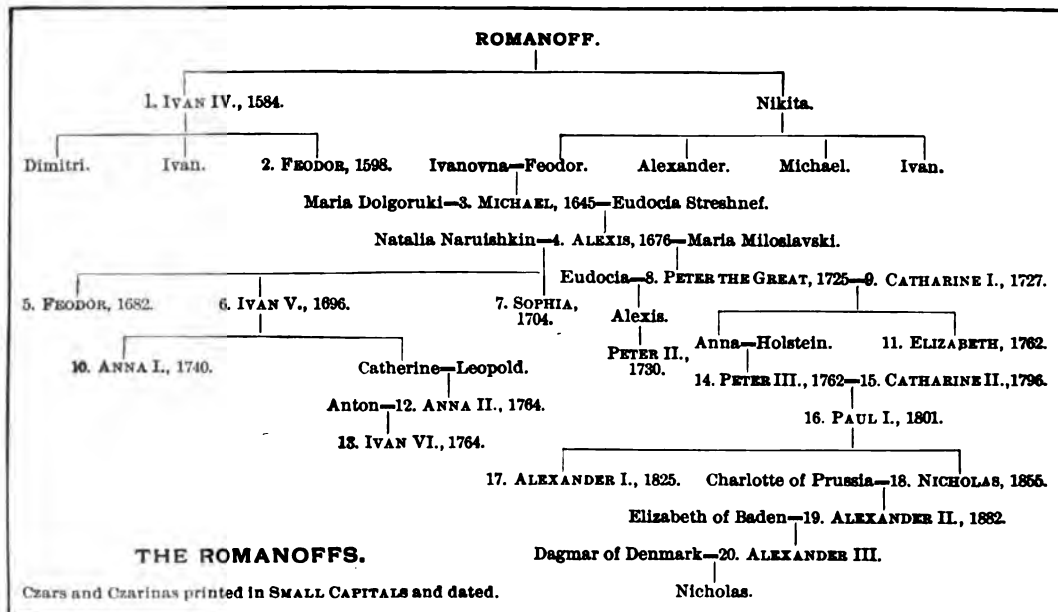 ROMANOFF.
1. IVAN IV., 1584. Nikita.
Dimitri. Ivan. 2. FEODOR, 1598. Ivanovna=Feodor. Alexander. Michael. Ivan.
Maria Dolgoruki=3. MICHAEL, 1645=Eudocia Streshnef.
Natalia Naruishkin=4. ALEXIS, 1676=Maria Miloslavski.
Eudocia=8. PETER THE GREAT, 1725=9. CATHARINE I., 1727.
5. FEODOR, 1682. 6. IVAN V., 1696. 7. SOPHIA,
1704.
Alexis.
10. ANNA I., 1740. Catherine=Leopold. PETER II.,
1730.
Anna=Holstein. 11. ELIZABETH, 1762.
14. PETER III., 1762=15. CATHARINE II., 1796.
Anton=12. ANNA II., 1764.
16. PAUL I., 1801.
13. IVAN VI., 1764.
17. ALEXANDER I., 1825. Charlotte of Prussia=18. NICHOLAS, 1855.
Elizabeth of Baden=19. ALEXANDER II., 1882.
THE ROMANOFFS.
Dagmar of Denmark=20. ALEXANDER III.
Czars and Czarinas printed in SMALL CAPITALS and dated. Nicholas.